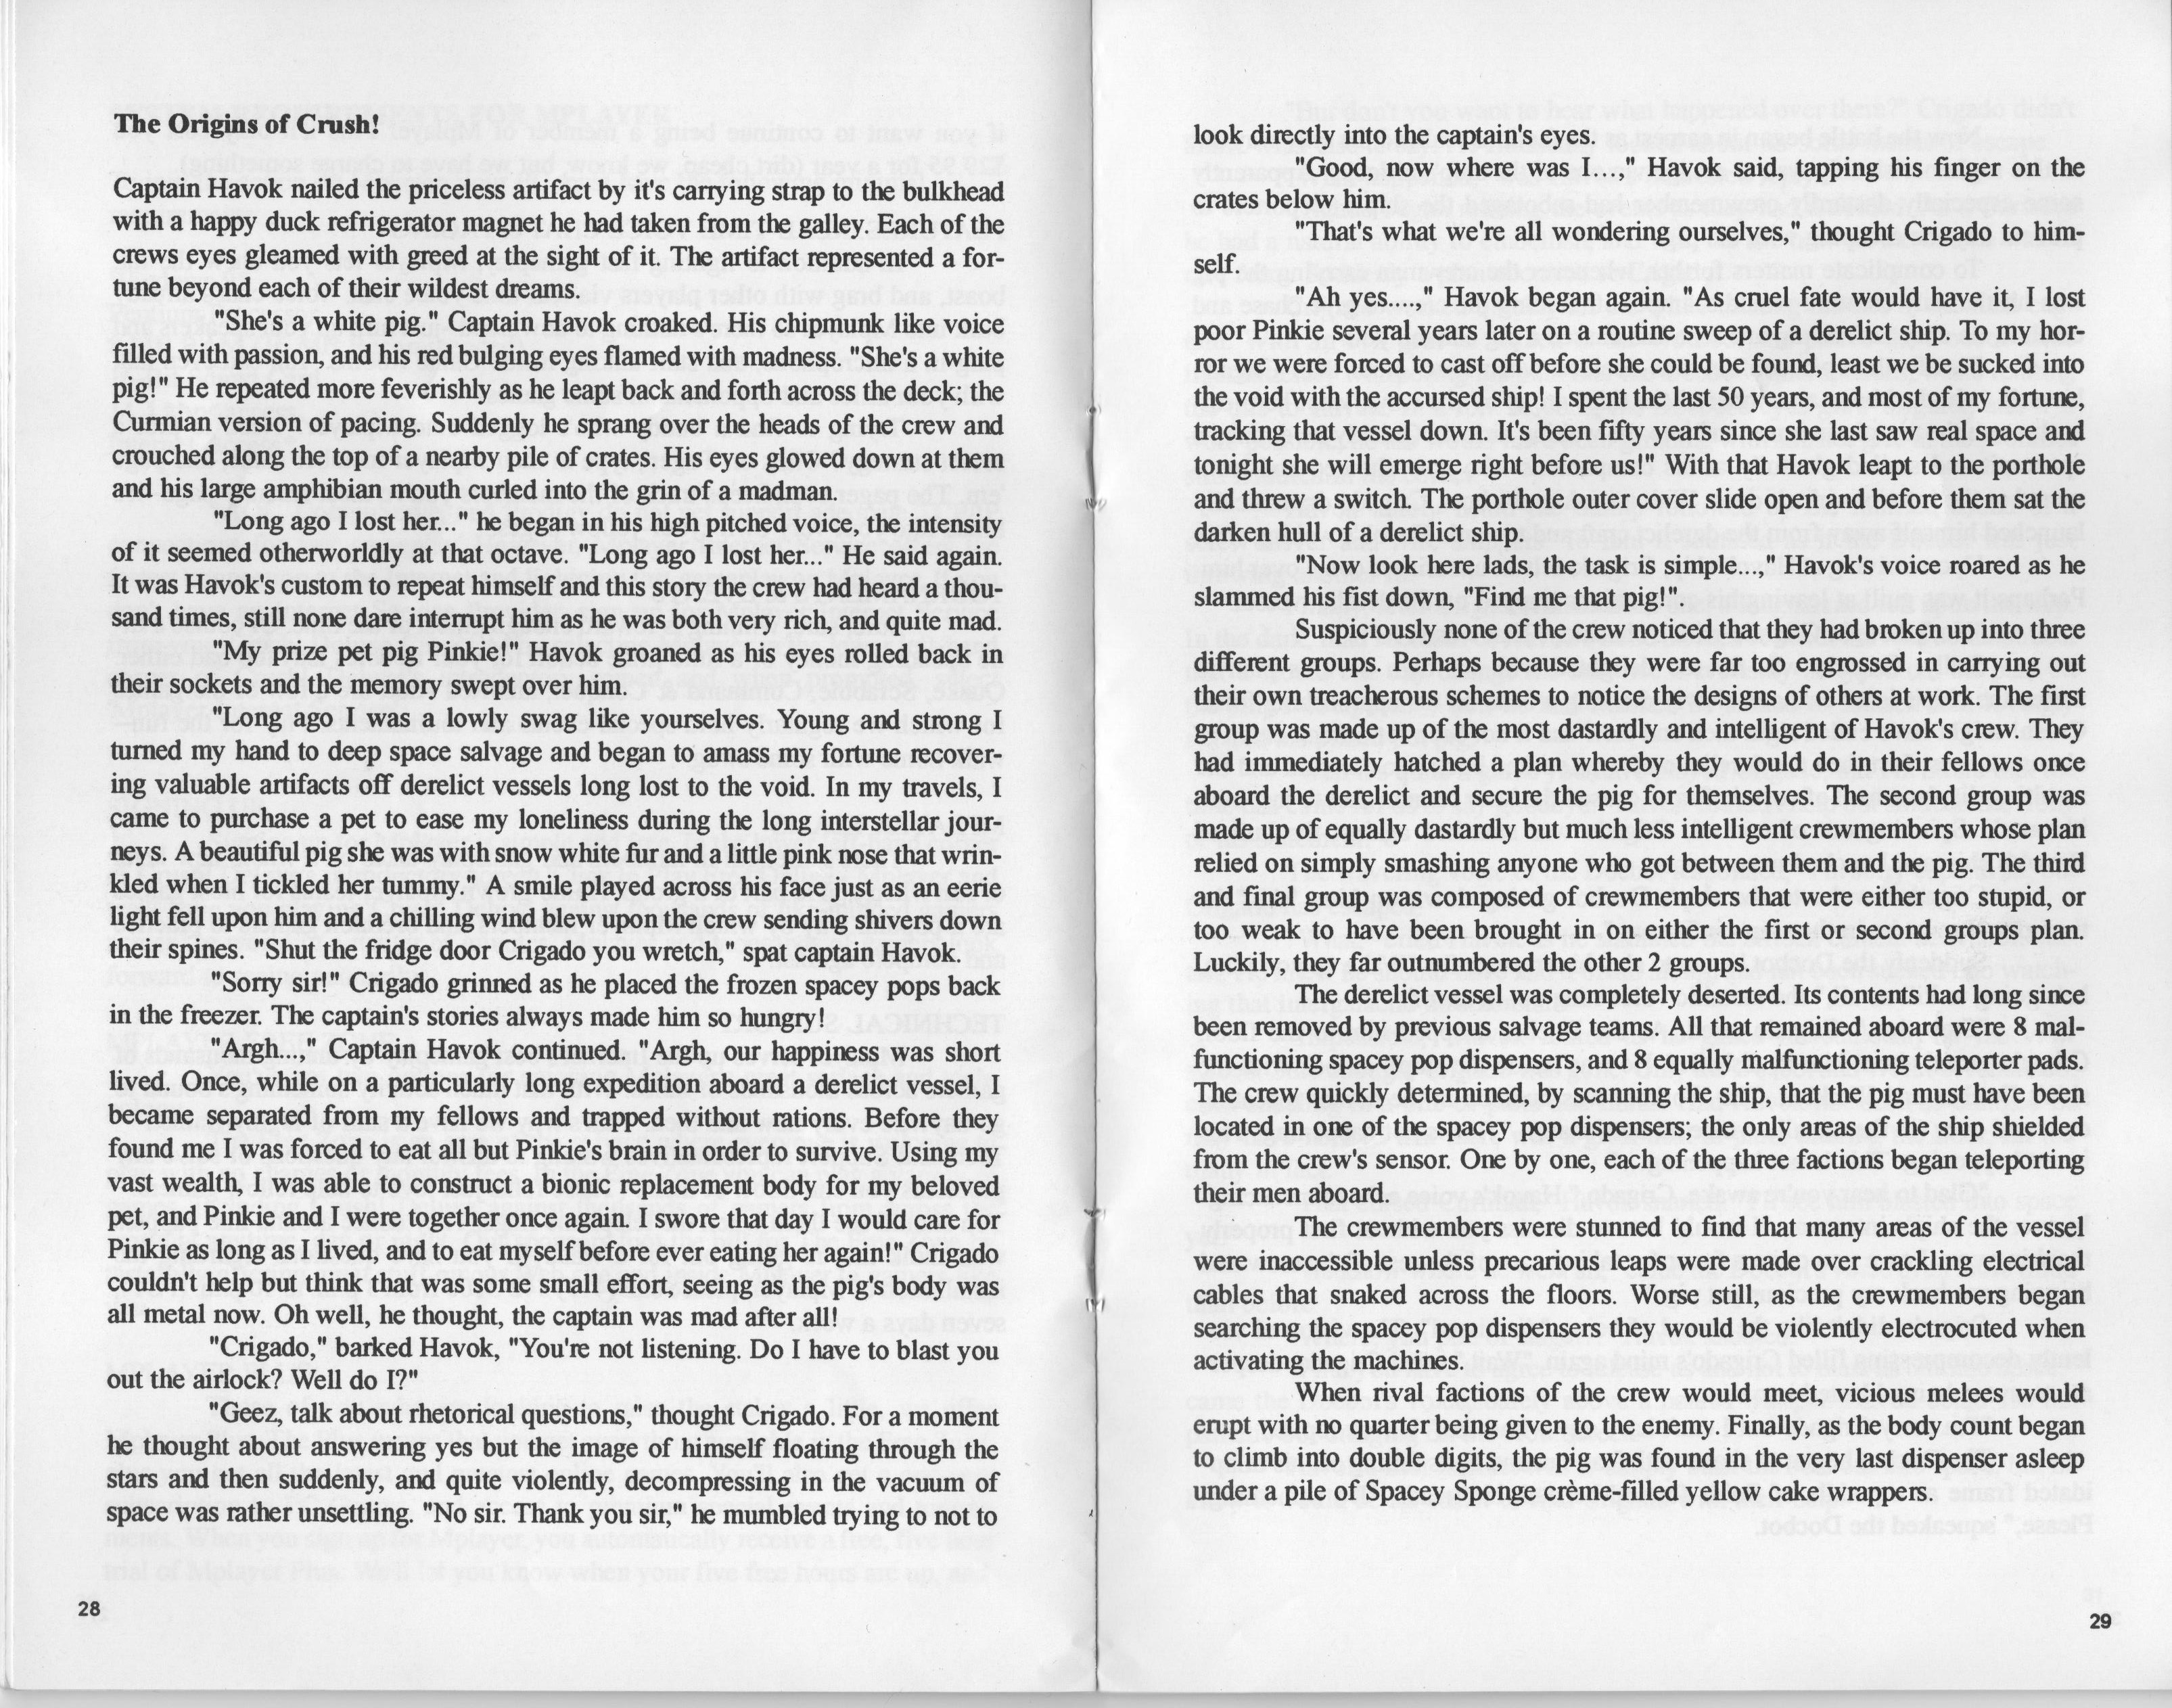 The Origins of Crush!
Captain Havok nailed the priceless artifact by it's carrying strap to the bulkhead
with a happy duck refrigerator magnet he had taken from the galley. Each of the
crews eyes gleamed with greed at the sight of it. The artifact represented a for-
tune beyond each of their wildest dreams.
"She's a white pig." Captain Havok croaked. His chipmunk like voice
filled with passion, and his red bulging eyes flamed with madness. "She's a white
pig!" He repeated more feverishly as he leapt back and forth across the deck; the
Curmian version of pacing. Suddenly he sprang over the heads of the crew and
crouched along the top of a nearby pile of crates. His eyes glowed down at them
and his large amphibian mouth curled into the grin of a madman.
"Long ago I lost her..." he began in his high pitched voice, the intensity
of it seemed otherworldly at that octave. "Long ago I lost her..." He said again.
It was Havok's custom to repeat himself and this story the crew had heard a thou-
sand times, still none dare interrupt him as he was both very rich, and quite mad.
"My prize pet pig Pinkie!" Havok groaned as his eyes rolled back in
their sockets and the memory swept over him.
"Long ago I was a lowly swag like yourselves. Young and strong I
turned my hand to deep space salvage and began to amass my fortune recover-
ing valuable artifacts off derelict vessels long lost to the void. In my travels, I
came to purchase a pet to ease my loneliness during the long interstellar jour-
neys. A beautiful pig she was with snow white fur and a little pink nose that wrin-
kled when I tickled her tummy." A smile played across his face just as an eerie
light fell upon him and a chilling wind blew upon the crew sending shivers down
their spines. "Shut the fridge door Crigado you wretch," spat captain Havok.
"Sorry sir!" Crigado grinned as he placed the frozen spacey pops back
in the freezer. The captain's stories always made him so hungry!
"Argh...," Captain Havok continued. "Argh, our happiness was short
lived. Once, while on a particularly long expedition aboard a derelict vessel, I
became separated from my fellows and trapped without rations. Before they
found me I was forced to eat all but Pinkie's brain in order to survive. Using my
vast wealth, I was able to construct a bionic replacement body for my beloved
pet, and Pinkie and I were together once again. I swore that day I would care for
Pinkie as long as I lived, and to eat myself before ever eating her again!" Crigado
couldn't help but think that was some small effort, seeing as the pig's body was
all metal now. Oh well, he thought, the captain was mad after all!
"Crigado," barked Havok, "You're not listening. Do I have to blast you
out the airlock? Well do I?"
"Geez, talk about rhetorical questions," thought Crigado. For a moment
he thought about answering yes but the image of himself floating through the
stars and then suddenly, and quite violently, decompressing in the vacuum of
space was rather unsettling. "No sir. Thank you sir," he mumbled trying to not to
28
look directly into the captain's eyes.
"Good, now where was I...," Havok said, tapping his finger on the
crates below him.
"That's what we're all wondering ourselves," thought Crigado to him-
self.
"Ah yes....," Havok began again. "As cruel fate would have it, I lost
poor Pinkie several years later on a routine sweep of a derelict ship. To my hor-
ror we were forced to cast off before she could be found, least we be sucked into
the void with the accursed ship! I spent the last 50 years, and most of my fortune,
tracking that vessel down. It's been fifty years since she last saw real space and
tonight she will emerge right before us!" With that Havok leapt to the porthole
and threw a switch. The porthole outer cover slide open and before them sat the
darken hull of a derelict ship.
"Now look here lads, the task is simple...," Havok's voice roared as he
slammed his fist down, "Find me that pig!".
Suspiciously none of the crew noticed that they had broken up into three
different groups. Perhaps because they were far too engrossed in carrying out
their own treacherous schemes to notice the designs of others at work. The first
group was made up of the most dastardly and intelligent of Havok's crew. They
had immediately hatched a plan whereby they would do in their fellows once
aboard the derelict and secure the pig for themselves. The second group was
made up of equally dastardly but much less intelligent crewmembers whose plan
relied on simply smashing anyone who got between them and the pig. The third
and final group was composed of crewmembers that were either too stupid, or
too weak to have been brought in on either the first or second groups plan.
Luckily, they far outnumbered the other 2 groups.
The derelict vessel was completely deserted. Its contents had long since
been removed by previous salvage teams. All that remained aboard were 8 mal-
functioning spacey pop dispensers, and 8 equally malfunctioning teleporter pads.
The crew quickly determined, by scanning the ship, that the pig must have been
located in one of the spacey pop dispensers; the only areas of the ship shielded
from the crew's sensor. One by one, each of the three factions began teleporting
their men aboard.
The crewmembers were stunned to find that many areas of the vessel
were inaccessible unless precarious leaps were made over crackling electrical
cables that snaked across the floors. Worse still, as the crewmembers began
searching the spacey pop dispensers they would be violently electrocuted when
activating the machines.
When rival factions of the crew would meet, vicious melees would
erupt with no quarter being given to the enemy. Finally, as the body count began
to climb into double digits, the pig was found in the very last dispenser asleep
under a pile of Spacey Sponge crème-filled yellow cake wrappers.
29